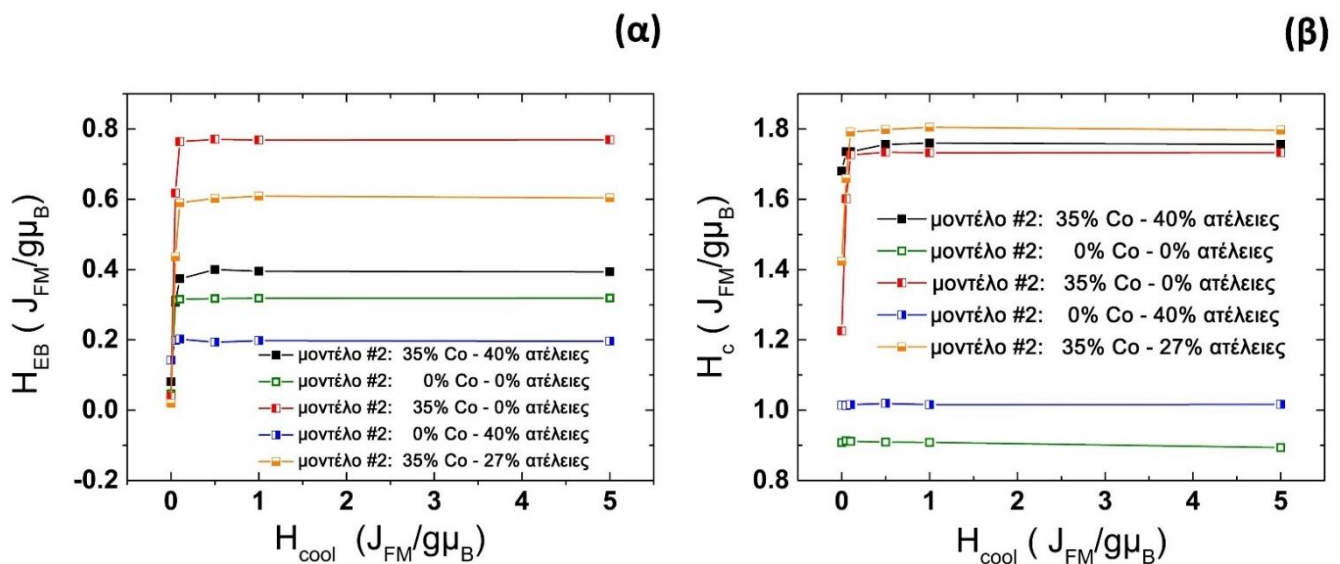 (α)
(β)
0.8
0.6
0.4
0.2
0.0
-0.2
H_EB ( J_FM/gμ_B)
μοντέλο #2: 35% Co - 40% ατέλειες
μοντέλο #2: 0% Co - 0% ατέλειες
μοντέλο #2: 35% Co - 0% ατέλειες
μοντέλο #2: 0% Co - 40% ατέλειες
μοντέλο #2: 35% Co - 27% ατέλειες
0 1 2 3 4 5
H_cool (J_FM/gμ_B)
1.8
1.6
1.4
1.2
1.0
0.8
H_c ( J_FM/gμ_B)
μοντέλο #2: 35% Co - 40% ατέλειες
μοντέλο #2: 0% Co - 0% ατέλειες
μοντέλο #2: 35% Co - 0% ατέλειες
μοντέλο #2: 0% Co - 40% ατέλειες
μοντέλο #2: 35% Co - 27% ατέλειες
0 1 2 3 4 5
H_cool ( J_FM/gμ_B)